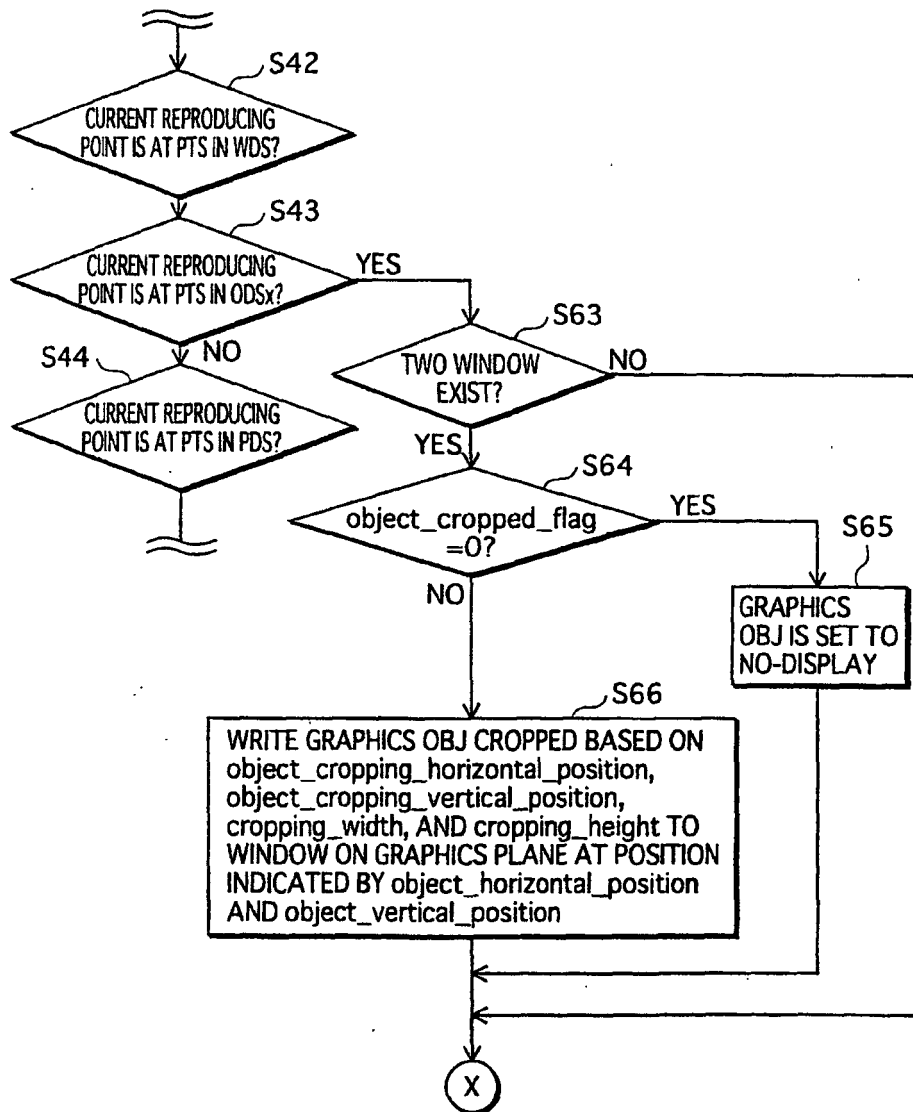 S42
CURRENT REPRODUCING
POINT IS AT PTS IN WDS?
S43
CURRENT REPRODUCING
POINT IS AT PTS IN ODSx?
YES
NO
S44
CURRENT REPRODUCING
POINT IS AT PTS IN PDS?
S63
TWO WINDOW
EXIST?
NO
YES
S64
object_cropped_flag
=0?
YES
NO
S65
GRAPHICS
OBJ IS SET TO
NO-DISPLAY
S66
WRITE GRAPHICS OBJ CROPPED BASED ON
object_cropping_horizontal_position,
object_cropping_vertical_position,
cropping_width, AND cropping_height TO
WINDOW ON GRAPHICS PLANE AT POSITION
INDICATED BY object_horizontal_position
AND object_vertical_position
X